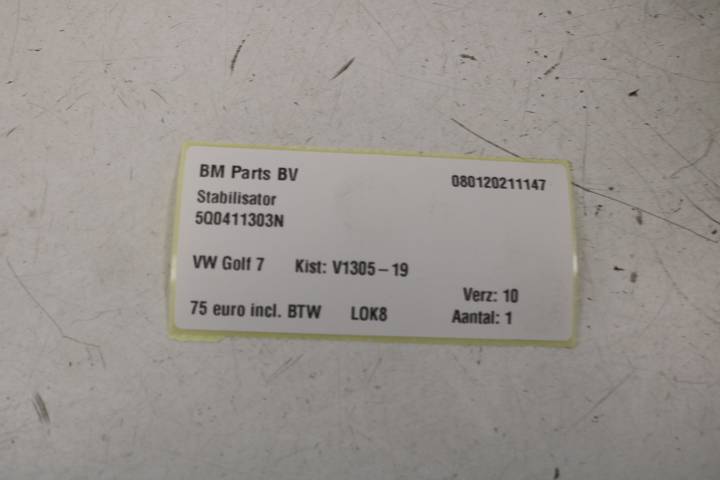 BM Parts BV 080120211147
Stabilisator
5Q0411303N
VW Golf 7 Kist: V1305-19
Verz: 10
75 euro incl. BTW LOK8 Aantal: 1